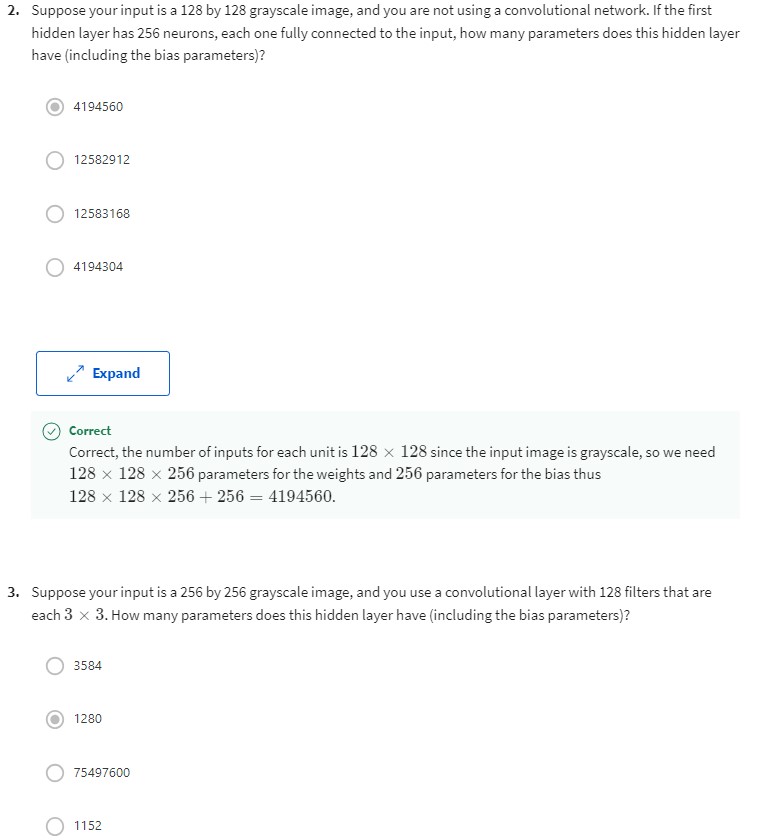 2. Suppose your input is a 128 by 128 grayscale image, and you are not using a convolutional network. If the first
hidden layer has 256 neurons, each one fully connected to the input, how many parameters does this hidden layer
have (including the bias parameters)?
4194560
12582912
12583168
4194304
Expand
Correct
Correct, the number of inputs for each unit is 128 × 128 since the input image is grayscale, so we need
128 × 128 × 256 parameters for the weights and 256 parameters for the bias thus
128 × 128 × 256 + 256 = 4194560.
3. Suppose your input is a 256 by 256 grayscale image, and you use a convolutional layer with 128 filters that are
each 3 × 3. How many parameters does this hidden layer have (including the bias parameters)?
3584
1280
75497600
1152